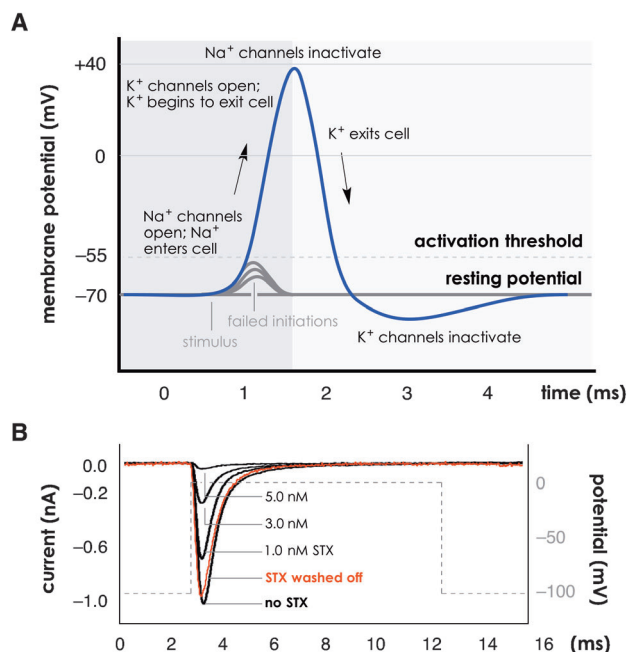 A
Na⁺ channels inactivate
+40
K⁺ channels open;
K⁺ begins to exit cell
K⁺ exits cell
0
membrane potential (mV)
Na⁺ channels
open; Na⁺
enters cell
activation threshold
−55
resting potential
−70
failed initiations
stimulus
K⁺ channels inactivate
0 1 2 3 4 time (ms)
B
0.0
−0.2
−0.6
−1.0
current (nA)
5.0 nM
3.0 nM
1.0 nM STX
STX washed off
no STX
0
−50
−100
potential (mV)
0 2 4 6 8 10 12 14 16 (ms)